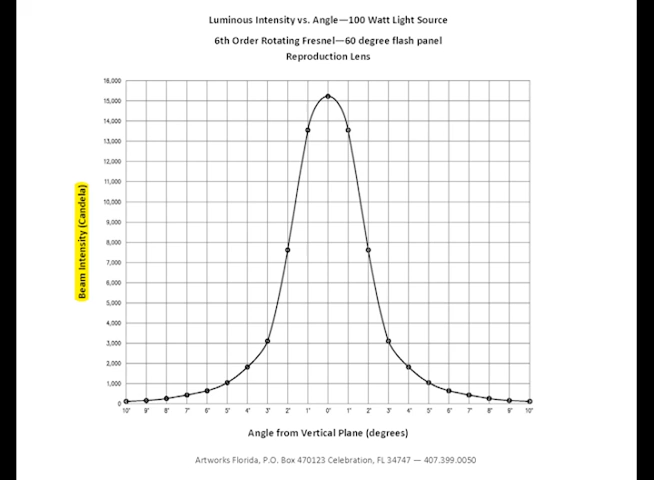 Luminous Intensity vs. Angle—100 Watt Light Source
6th Order Rotating Fresnel—60 degree flash panel
Reproduction Lens
16,000
15,000
14,000
13,000
12,000
11,000
10,000
9,000
8,000
7,000
6,000
5,000
4,000
3,000
2,000
1,000
0
Beam Intensity (Candela)
10° 9° 8° 7° 6° 5° 4° 3° 2° 1° 0° 1° 2° 3° 4° 5° 6° 7° 8° 9° 10°
Angle from Vertical Plane (degrees)
Artworks Florida, P.O. Box 470123 Celebration, FL 34747 — 407.399.0050